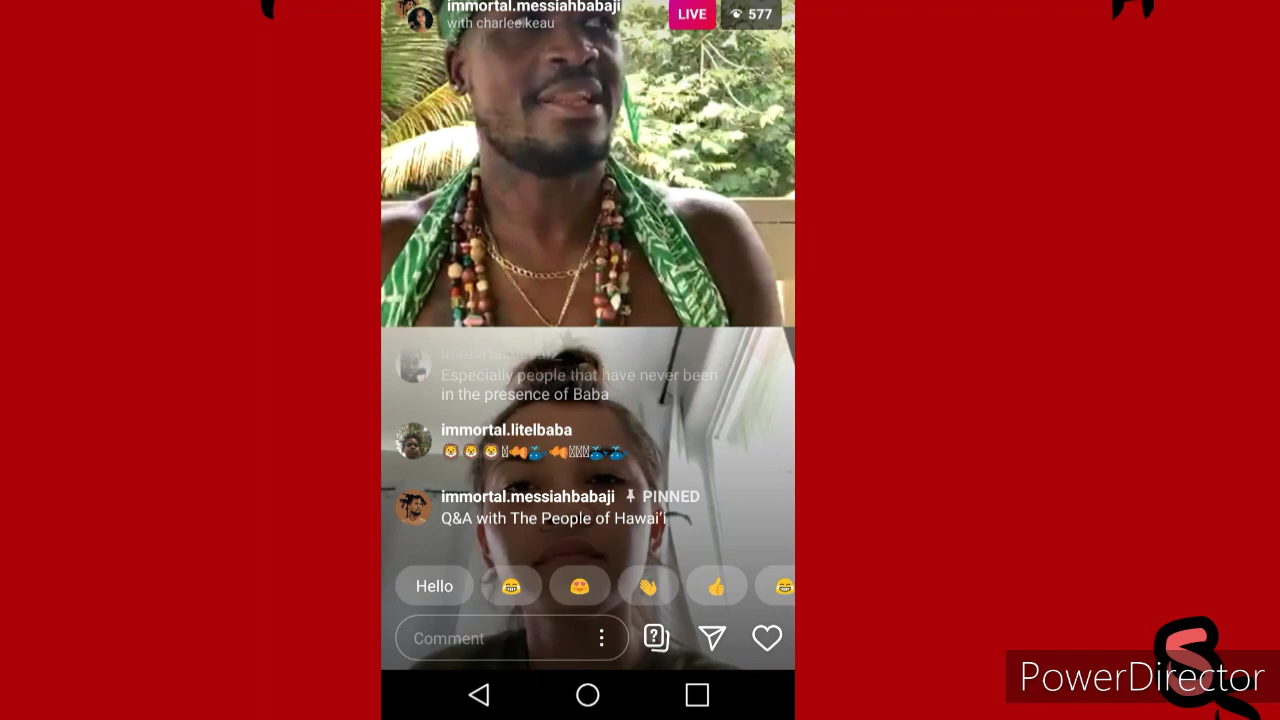 immortal.messiahbabaji
with charlee.keau
LIVE
577
Especially people that have never been
in the presence of Baba
immortal.litelbaba
immortal.messiahbabaji PINNED
Q&A with The People of Hawai'i
Hello
Comment
PowerDirector